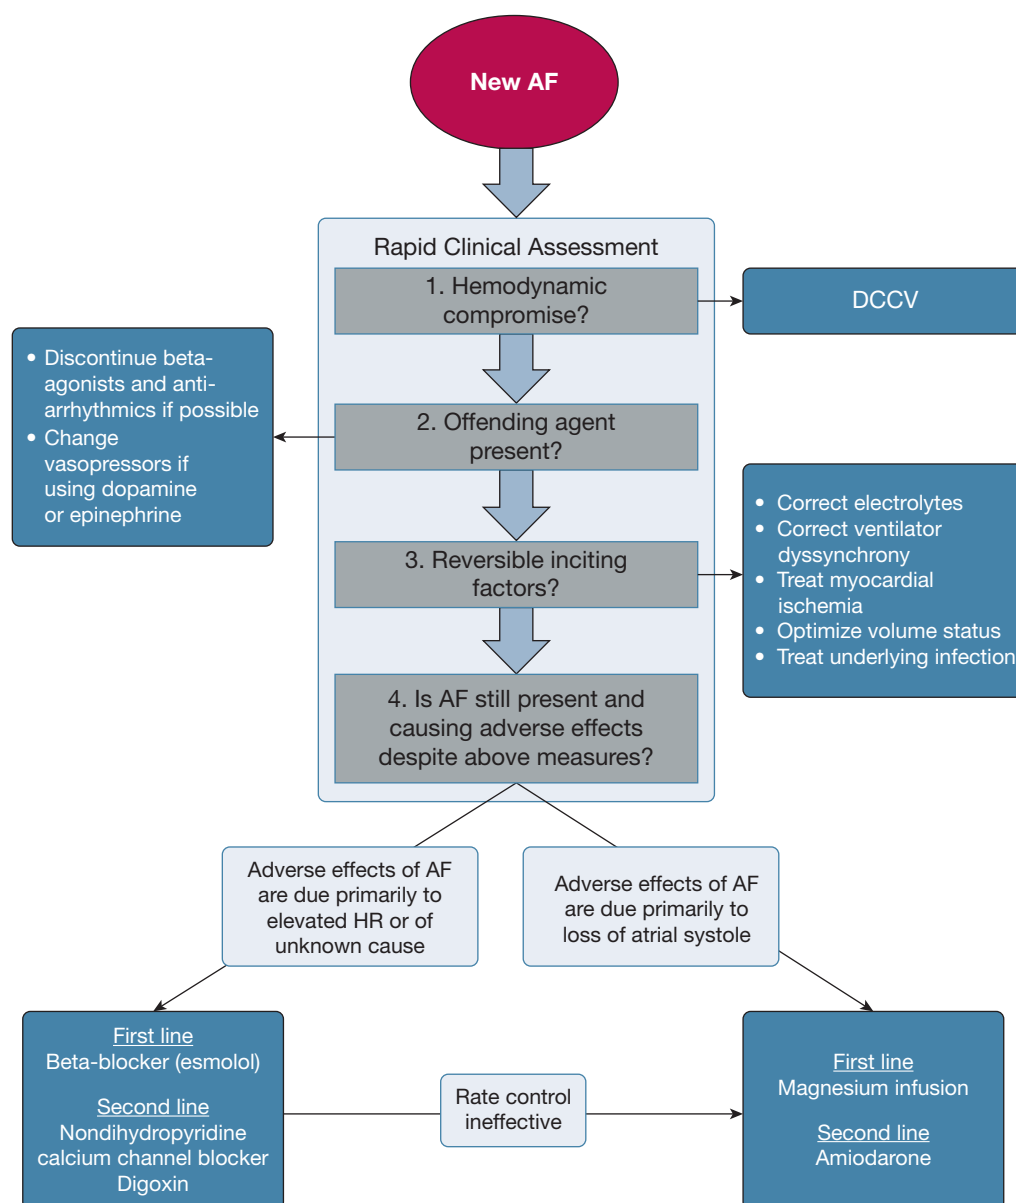 New AF
Rapid Clinical Assessment
1. Hemodynamic
compromise?
DCCV
• Discontinue beta-
agonists and anti-
arrhythmics if possible
• Change
vasopressors if
using dopamine
or epinephrine
2. Offending agent
present?
3. Reversible inciting
factors?
• Correct electrolytes
• Correct ventilator
dyssynchrony
• Treat myocardial
ischemia
• Optimize volume status
• Treat underlying infection
4. Is AF still present and
causing adverse effects
despite above measures?
Adverse effects of AF
are due primarily to
elevated HR or of
unknown cause
Adverse effects of AF
are due primarily to
loss of atrial systole
First line
Beta-blocker (esmolol)
Second line
Nondihydropyridine
calcium channel blocker
Digoxin
Rate control
ineffective
First line
Magnesium infusion
Second line
Amiodarone